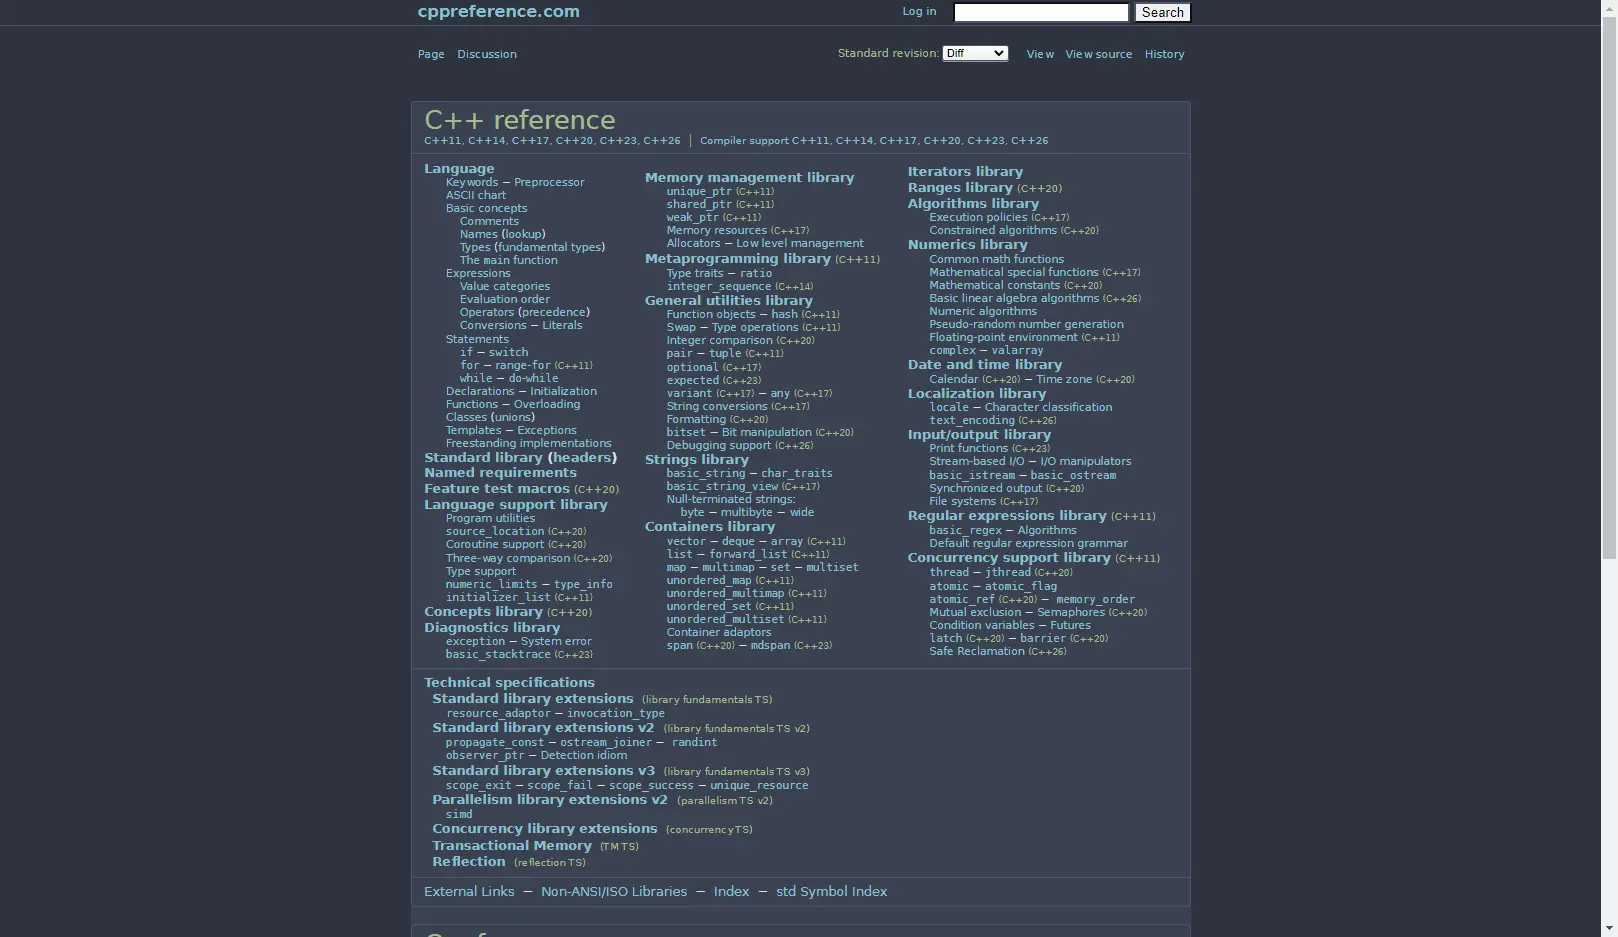 cppreference.com
Log in
Search
Page Discussion
Standard revision: Diff
View View source History
C++ reference
C++11, C++14, C++17, C++20, C++23, C++26 | Compiler support C++11, C++14, C++17, C++20, C++23, C++26
Language
Keywords − Preprocessor
ASCII chart
Basic concepts
Comments
Names (lookup)
Types (fundamental types)
The main function
Expressions
Value categories
Evaluation order
Operators (precedence)
Conversions − Literals
Statements
if − switch
for − range-for (C++11)
while − do-while
Declarations − Initialization
Functions − Overloading
Classes (unions)
Templates − Exceptions
Freestanding implementations
Standard library (headers)
Named requirements
Feature test macros (C++20)
Language support library
Program utilities
source_location (C++20)
Coroutine support (C++20)
Three-way comparison (C++20)
Type support
numeric_limits − type_info
initializer_list (C++11)
Concepts library (C++20)
Diagnostics library
exception − System error
basic_stacktrace (C++23)
Memory management library
unique_ptr (C++11)
shared_ptr (C++11)
weak_ptr (C++11)
Memory resources (C++17)
Allocators − Low level management
Metaprogramming library (C++11)
Type traits − ratio
integer_sequence (C++14)
General utilities library
Function objects − hash (C++11)
Swap − Type operations (C++11)
Integer comparison (C++20)
pair − tuple (C++11)
optional (C++17)
expected (C++23)
variant (C++17) − any (C++17)
String conversions (C++17)
Formatting (C++20)
bitset − Bit manipulation (C++20)
Debugging support (C++26)
Strings library
basic_string − char_traits
basic_string_view (C++17)
Null-terminated strings:
byte − multibyte − wide
Containers library
vector − deque − array (C++11)
list − forward_list (C++11)
map − multimap − set − multiset
unordered_map (C++11)
unordered_multimap (C++11)
unordered_set (C++11)
unordered_multiset (C++11)
Container adaptors
span (C++20) − mdspan (C++23)
Iterators library
Ranges library (C++20)
Algorithms library
Execution policies (C++17)
Constrained algorithms (C++20)
Numerics library
Common math functions
Mathematical special functions (C++17)
Mathematical constants (C++20)
Basic linear algebra algorithms (C++26)
Numeric algorithms
Pseudo-random number generation
Floating-point environment (C++11)
complex − valarray
Date and time library
Calendar (C++20) − Time zone (C++20)
Localization library
locale − Character classification
text_encoding (C++26)
Input/output library
Print functions (C++23)
Stream-based I/O − I/O manipulators
basic_istream − basic_ostream
Synchronized output (C++20)
File systems (C++17)
Regular expressions library (C++11)
basic_regex − Algorithms
Default regular expression grammar
Concurrency support library (C++11)
thread − jthread (C++20)
atomic − atomic_flag
atomic_ref (C++20) − memory_order
Mutual exclusion − Semaphores (C++20)
Condition variables − Futures
latch (C++20) − barrier (C++20)
Safe Reclamation (C++26)
Technical specifications
Standard library extensions (library fundamentals TS)
resource_adaptor − invocation_type
Standard library extensions v2 (library fundamentals TS v2)
propagate_const − ostream_joiner − randint
observer_ptr − Detection idiom
Standard library extensions v3 (library fundamentals TS v3)
scope_exit − scope_fail − scope_success − unique_resource
Parallelism library extensions v2 (parallelism TS v2)
simd
Concurrency library extensions (concurrency TS)
Transactional Memory (TM TS)
Reflection (reflection TS)
External Links − Non-ANSI/ISO Libraries − Index − std Symbol Index